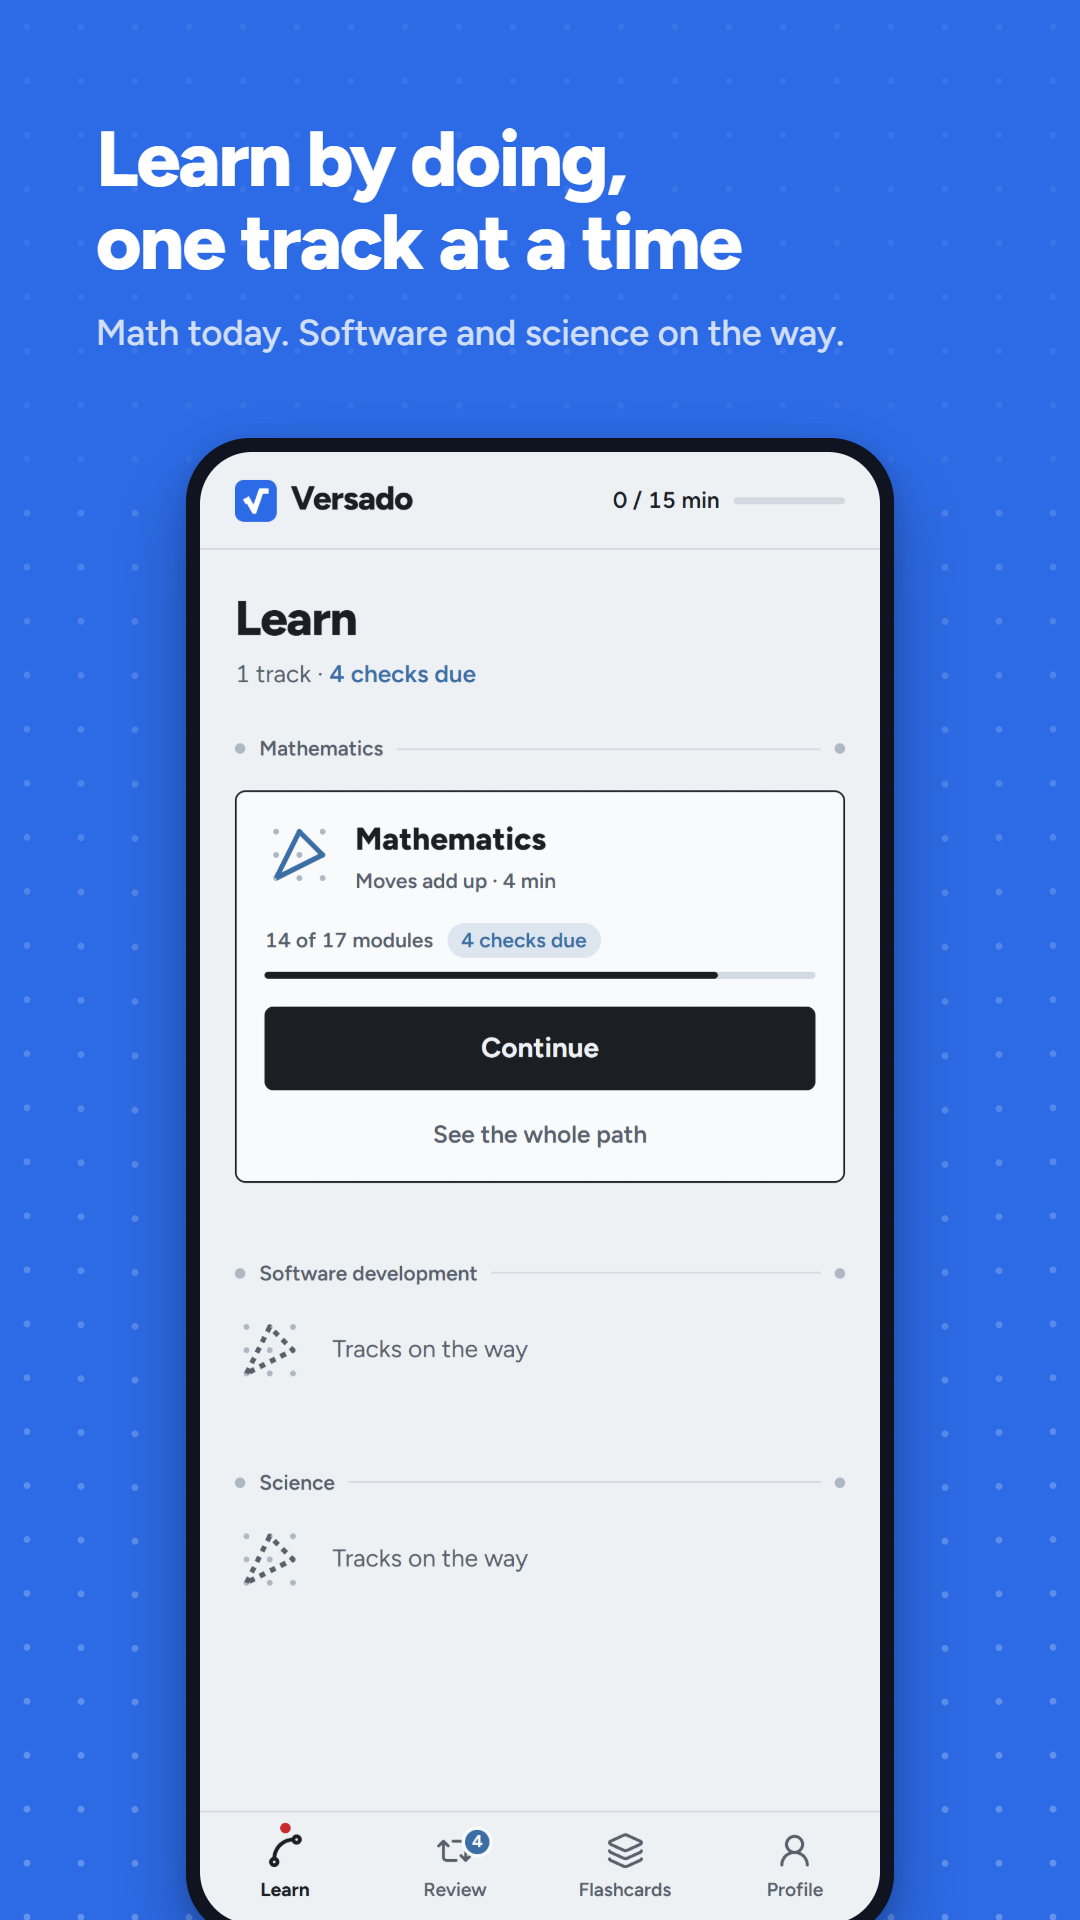 Learn by doing,
one track at a time
Math today. Software and science on the way.
Versado
0 / 15 min
Learn
1 track · 4 checks due
Mathematics
Mathematics
Moves add up · 4 min
14 of 17 modules
4 checks due
Continue
See the whole path
Software development
Tracks on the way
Science
Tracks on the way
4
Learn
Review
Flashcards
Profile